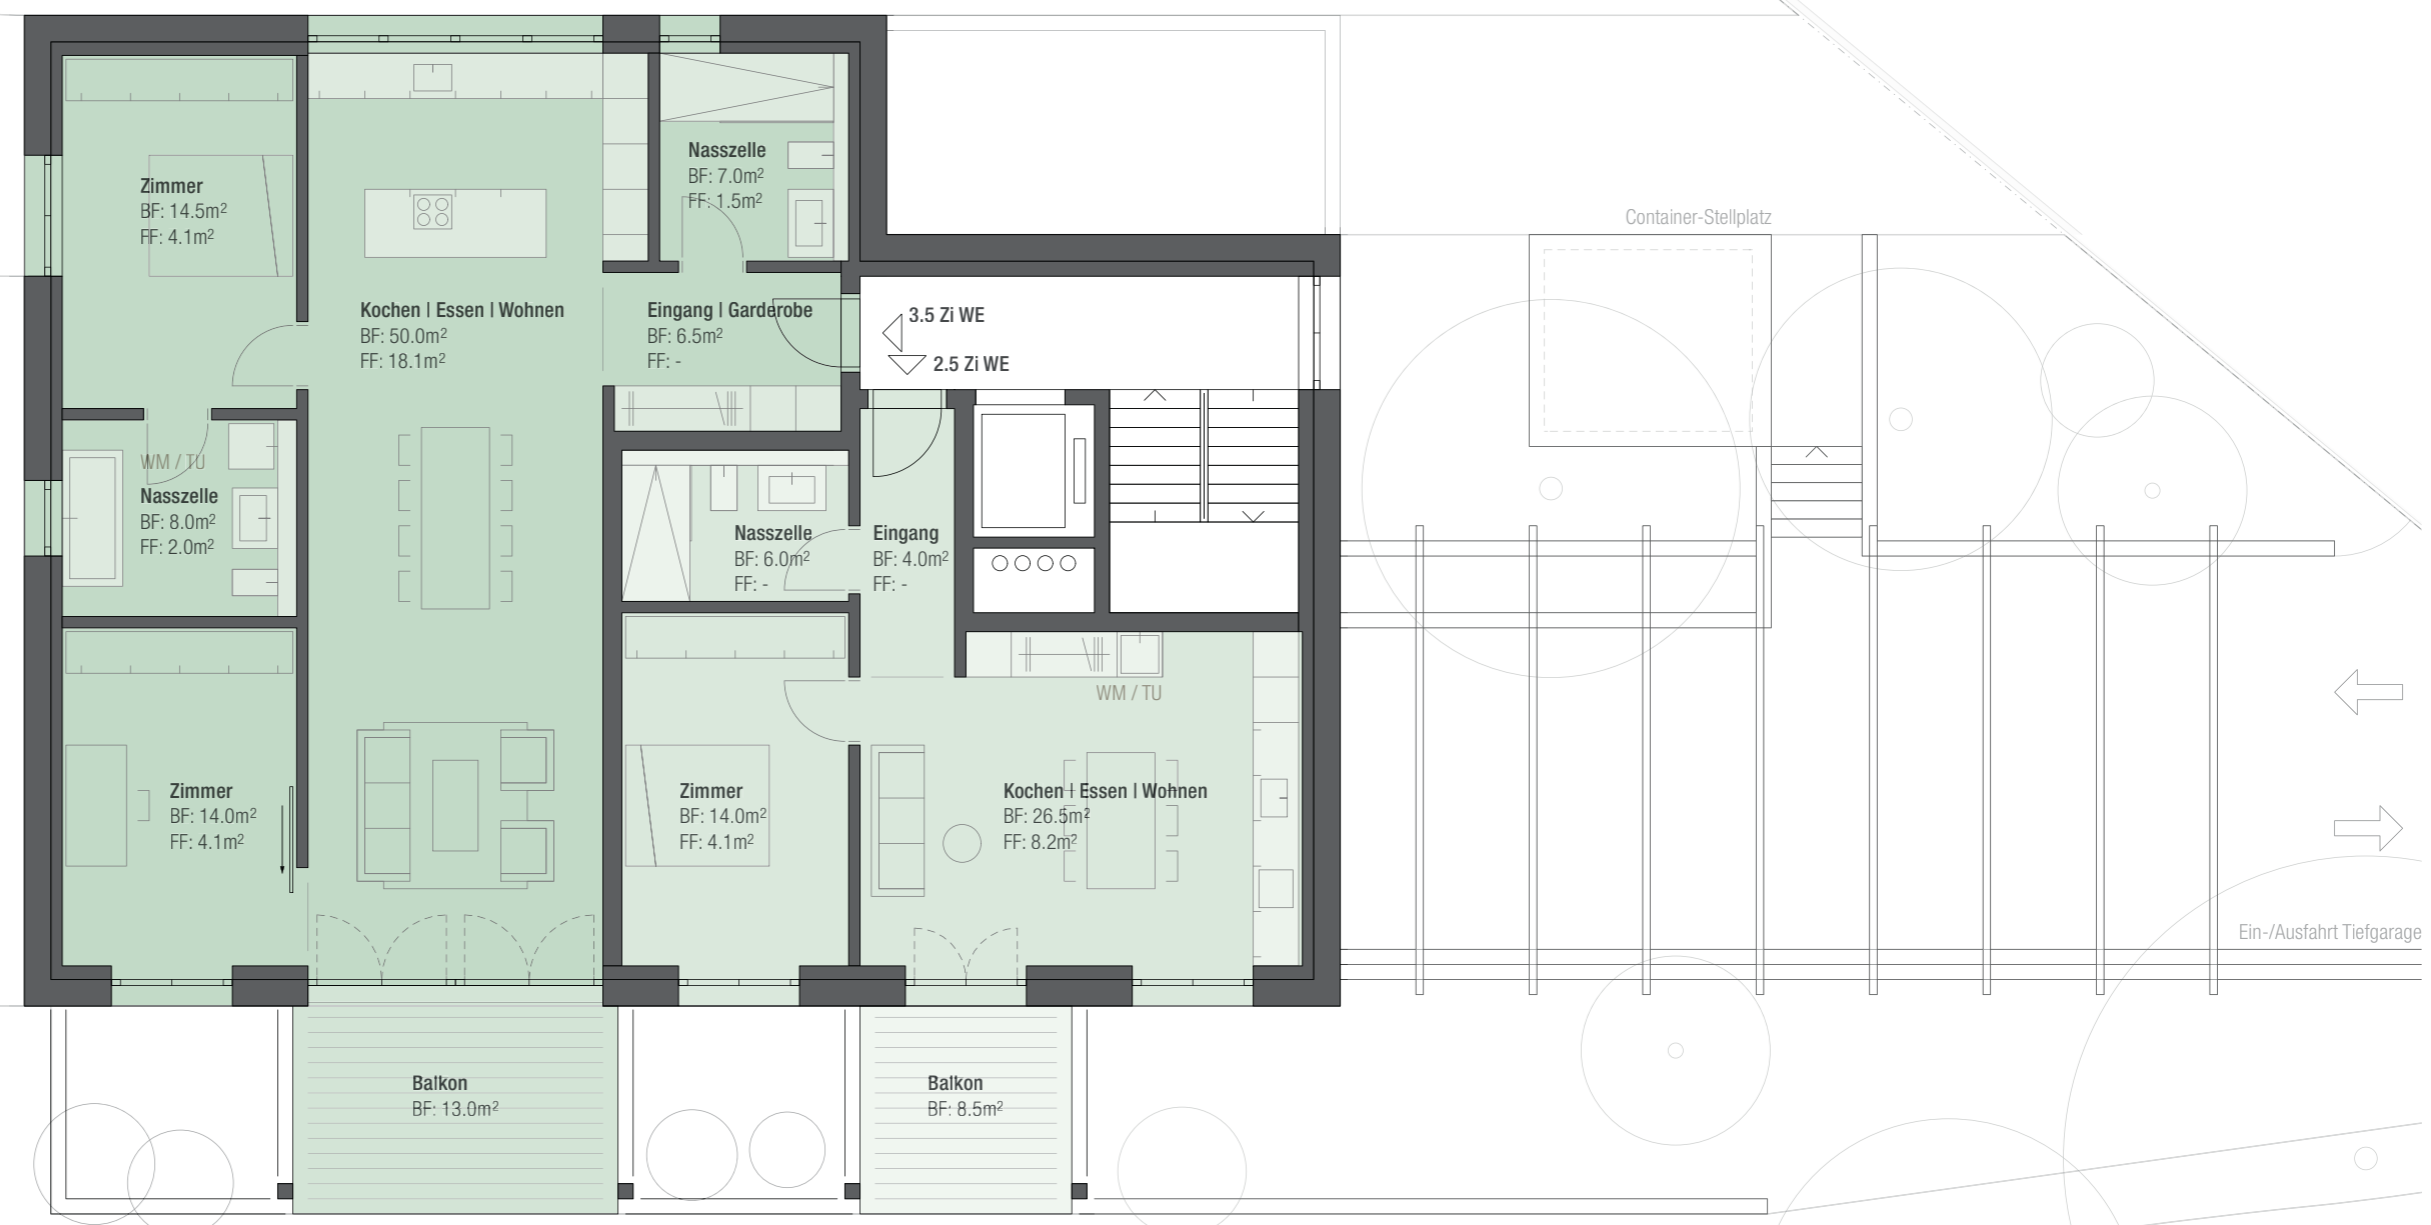 Zimmer
BF: 14.5m²
FF: 4.1m²
Kochen | Essen | Wohnen
BF: 50.0m²
FF: 18.1m²
Nasszelle
BF: 7.0m²
FF: 1.5m²
Eingang | Garderobe
BF: 6.5m²
FF: -
3.5 Zi WE
2.5 Zi WE
Container-Stellplatz
WM / TU
Nasszelle
BF: 8.0m²
FF: 2.0m²
Nasszelle
BF: 6.0m²
FF: -
Eingang
BF: 4.0m²
FF: -
WM / TU
Zimmer
BF: 14.0m²
FF: 4.1m²
Zimmer
BF: 14.0m²
FF: 4.1m²
Kochen | Essen | Wohnen
BF: 26.5m²
FF: 8.2m²
Ein-/Ausfahrt Tiefgarage
Balkon
BF: 13.0m²
Balkon
BF: 8.5m²